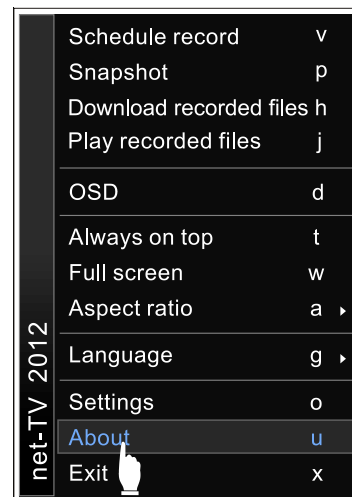 Schedule record v
Snapshot p
Download recorded files h
Play recorded files j
OSD d
Always on top t
Full screen w
Aspect ratio a
Language g
Settings o
About u
Exit x
net-TV 2012